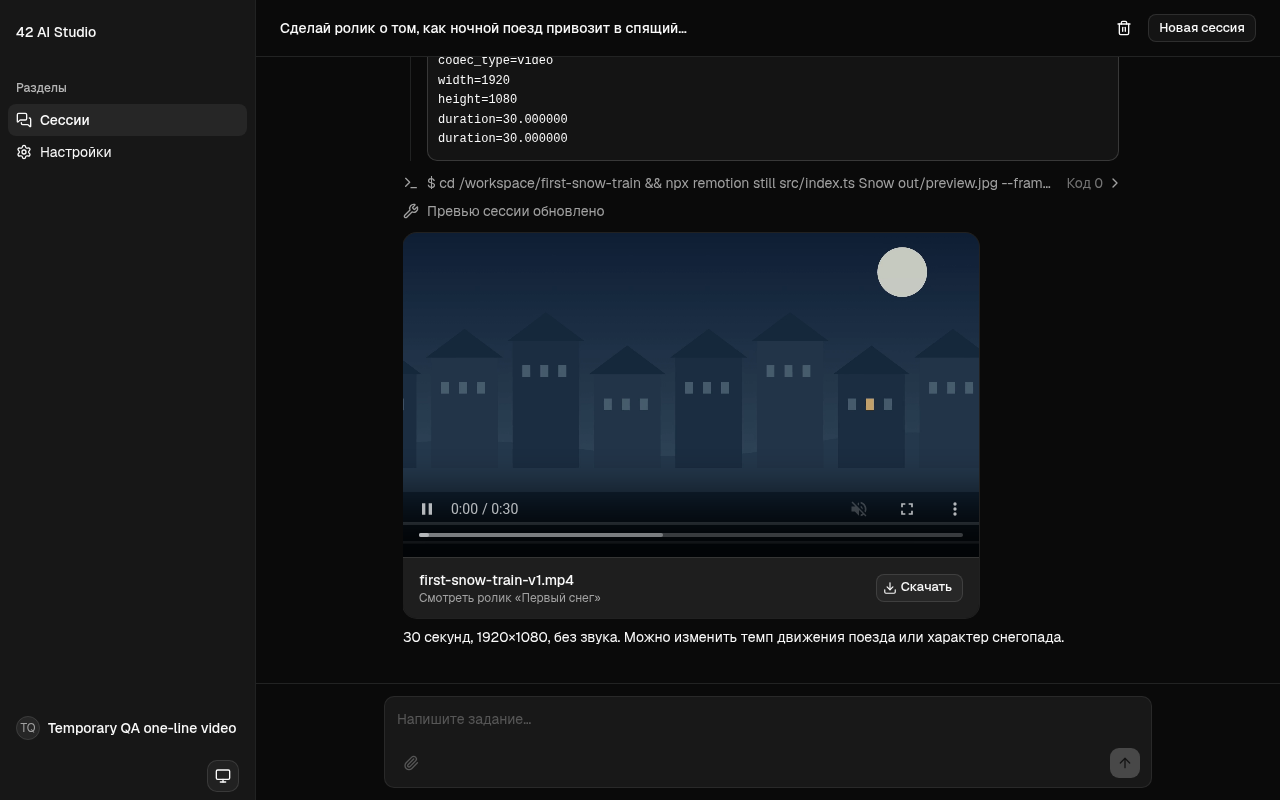 42 AI Studio
Разделы
Сессии
Настройки
TQ
Temporary QA one-line video
Сделай ролик о том, как ночной поезд привозит в спящий…
Новая сессия
codec_type=video
width=1920
height=1080
duration=30.000000
duration=30.000000
$ cd /workspace/first-snow-train && npx remotion still src/index.ts Snow out/preview.jpg --fram…
Код 0
Превью сессии обновлено
0:00 / 0:30
first-snow-train-v1.mp4
Смотреть ролик «Первый снег»
Скачать
30 секунд, 1920×1080, без звука. Можно изменить темп движения поезда или характер снегопада.
Напишите задание…